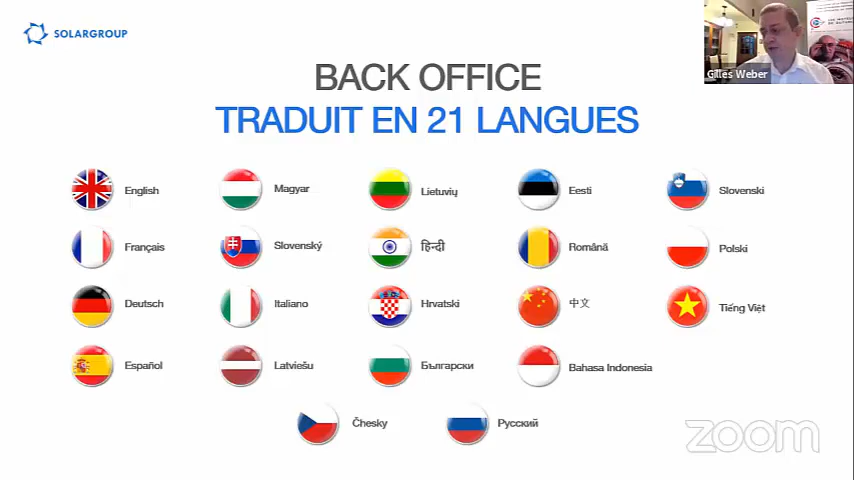 SOLARGROUP
Gilles Weber
BACK OFFICE
TRADUIT EN 21 LANGUES
English
Magyar
Lietuvių
Eesti
Slovenski
Français
Slovenský
हिन्दी
Română
Polski
Deutsch
Italiano
Hrvatski
中文
Tiếng Việt
Español
Latviešu
Български
Bahasa Indonesia
Čhesky
Русский
zoom